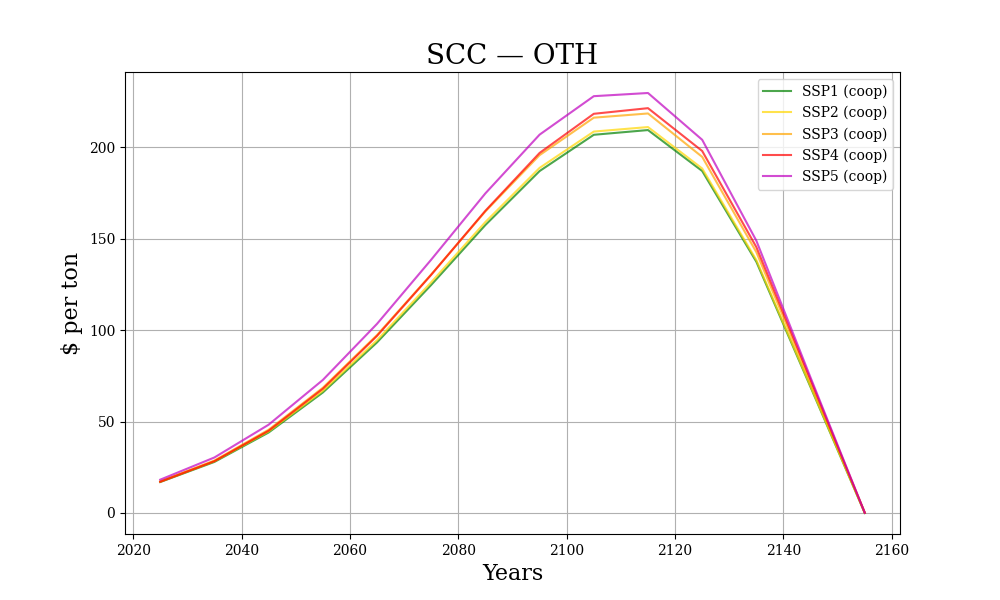 SCC — OTH
$ per ton
200
150
100
50
0
SSP1 (coop)
SSP2 (coop)
SSP3 (coop)
SSP4 (coop)
SSP5 (coop)
2020 2040 2060 2080 2100 2120 2140 2160
Years